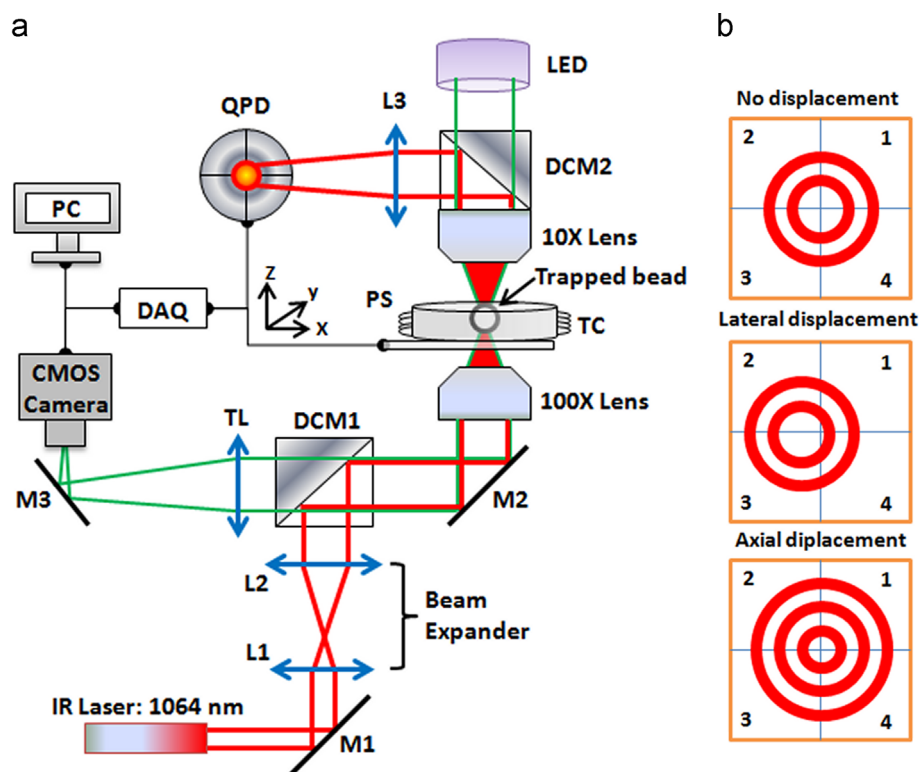 a
b
LED
QPD
L3
DCM2
No displacement
2
1
3
4
PC
10X Lens
Trapped bead
Z
y
X
PS
TC
DAQ
Lateral displacement
2
1
3
4
CMOS
Camera
100X Lens
TL
DCM1
M3
M2
Axial diplacement
2
1
3
4
L2
Beam
Expander
L1
IR Laser: 1064 nm
M1